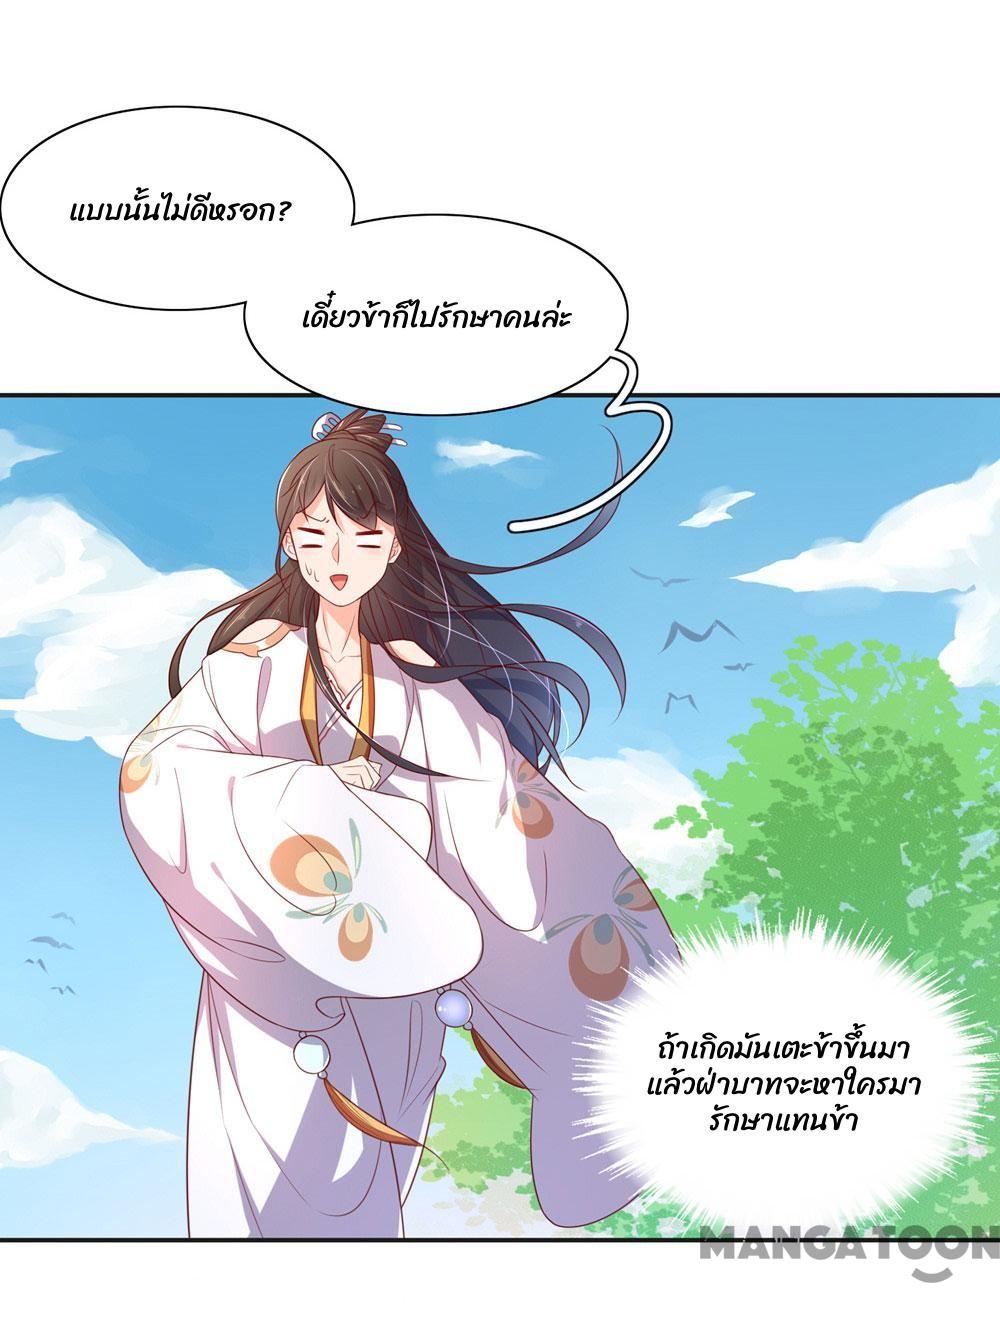 แบบนั้นไม่ดีหรอก?
เดี๋ยวข้าก็ไปรักษาคนล่ะ
ถ้าเกิดมันเตะข้าขึ้นมา
แล้วฝ่าบาทจะหาใครมา
รักษาแทนข้า
MANGATOON